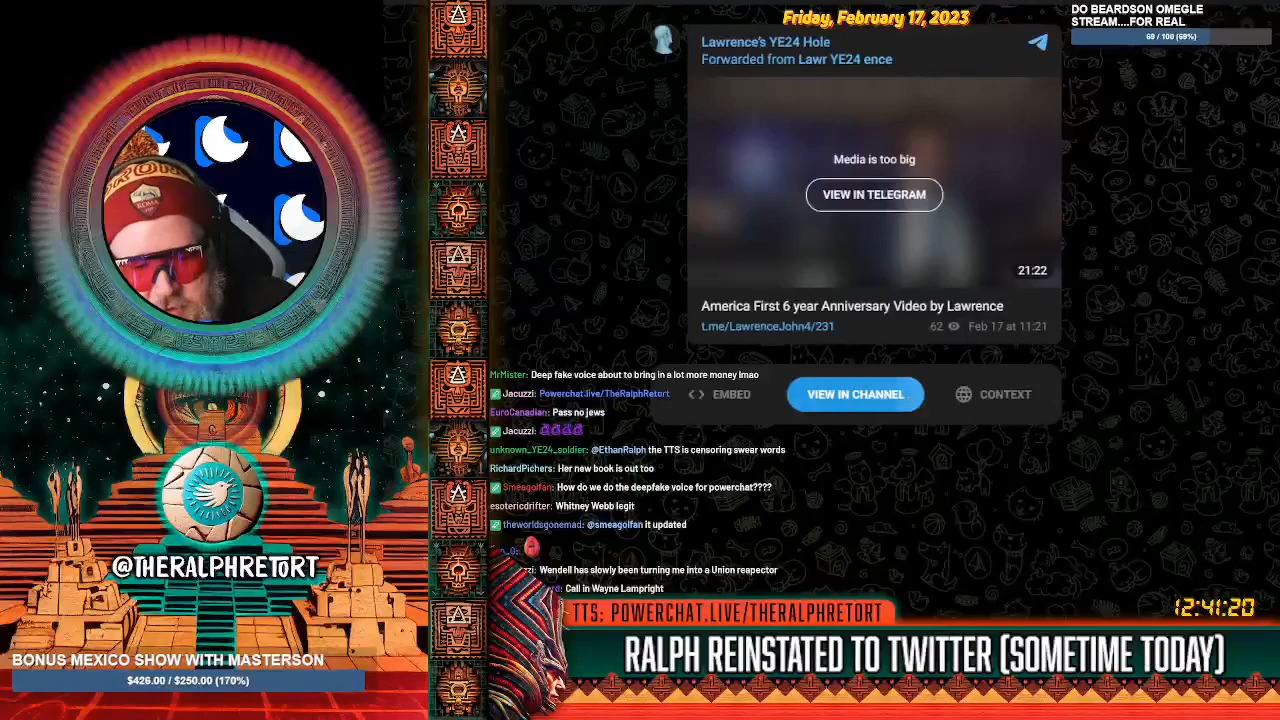 Friday, February 17, 2023
DO BEARDSON OMEGLE
STREAM....FOR REAL
69 / 100 (69%)
Lawrence's YE24 Hole
Forwarded from Lawr YE24 ence
Media is too big
VIEW IN TELEGRAM
21:22
America First 6 year Anniversary Video by Lawrence
t.me/LawrenceJohn4/231
62
Feb 17 at 11:21
EMBED
VIEW IN CHANNEL
CONTEXT
ROMA
MrMister: Deep fake voice about to bring in a lot more money lmao
Jacuzzi: Powerchat.live/TheRalphRetort
EuroCanadian: Pass no jews
Jacuzzi:
unknown_YE24_soldier: @EthanRalph the TTS is censoring swear words
RichardPichers: Her new book is out too
Smeagolfan: How do we do the deepfake voice for powerchat????
esotericdrifter: Whitney Webb legit
theworldsgonemad: @smeagolfan it updated
Wendell has slowly been turning me into a Union reapector
Call in Wayne Lampright
@THERALPHRETORT
TTS: POWERCHAT.LIVE/THERALPHRETORT
12:41:20
RALPH REINSTATED TO TWITTER (SOMETIME TODAY)
BONUS MEXICO SHOW WITH MASTERSON
$426.00 / $250.00 (170%)